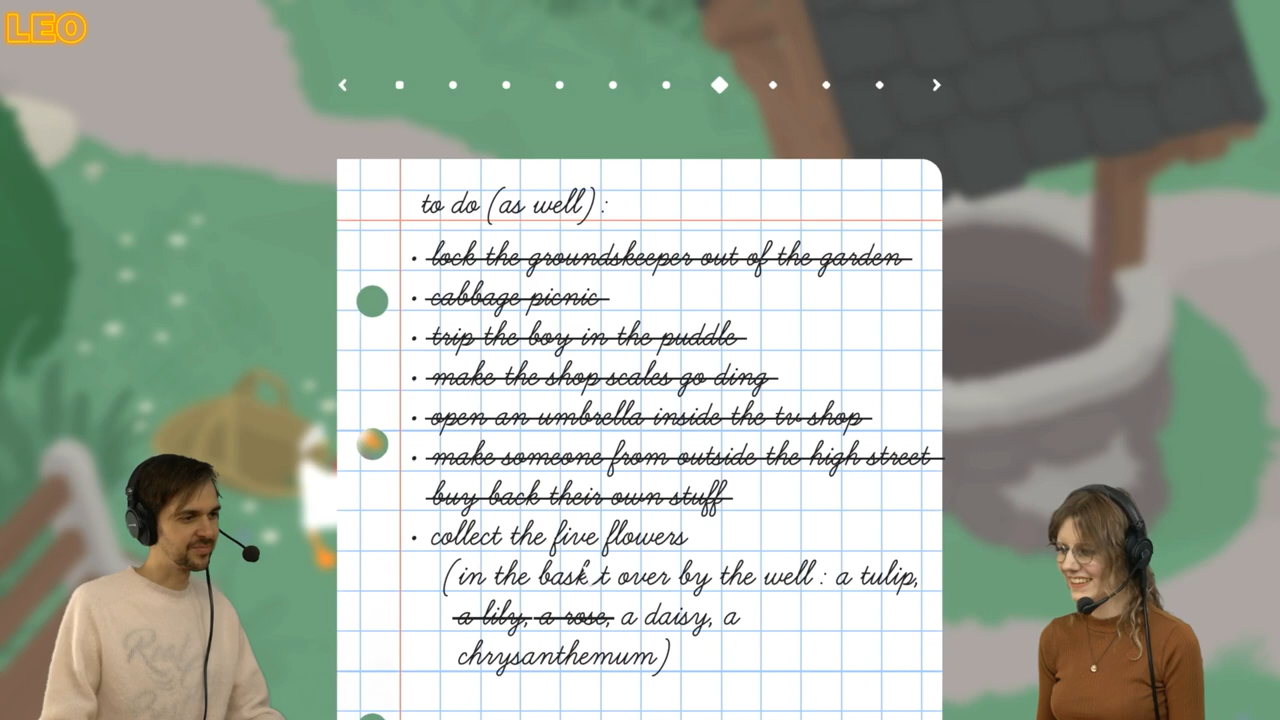 LEO
to do (as well):
• lock the groundskeeper out of the garden
• cabbage picnic
• trip the boy in the puddle
• make the shop scales go ding
• open an umbrella inside the tv shop
• make someone from outside the high street
buy back their own stuff
• collect the five flowers
(in the bask t over by the well : a tulip,
a lily, a rose, a daisy, a
chrysanthemum)